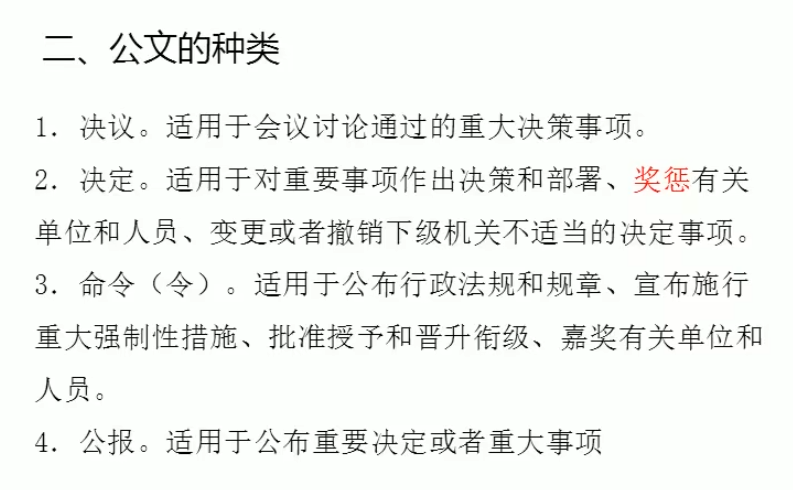 二、公文的种类
1. 决议。适用于会议讨论通过的重大决策事项。
2. 决定。适用于对重要事项作出决策和部署、奖惩有关
单位和人员、变更或者撤销下级机关不适当的决定事项。
3. 命令（令）。适用于公布行政法规和规章、宣布施行
重大强制性措施、批准授予和晋升衔级、嘉奖有关单位和
人员。
4. 公报。适用于公布重要决定或者重大事项